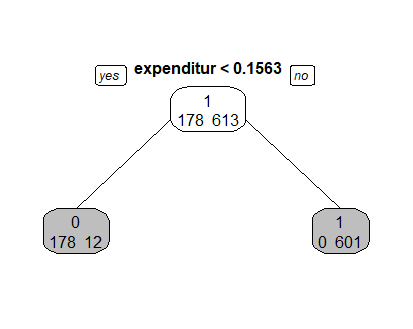 yes expenditur < 0.1563 no
1
178 613
0 1
178 12 0 601